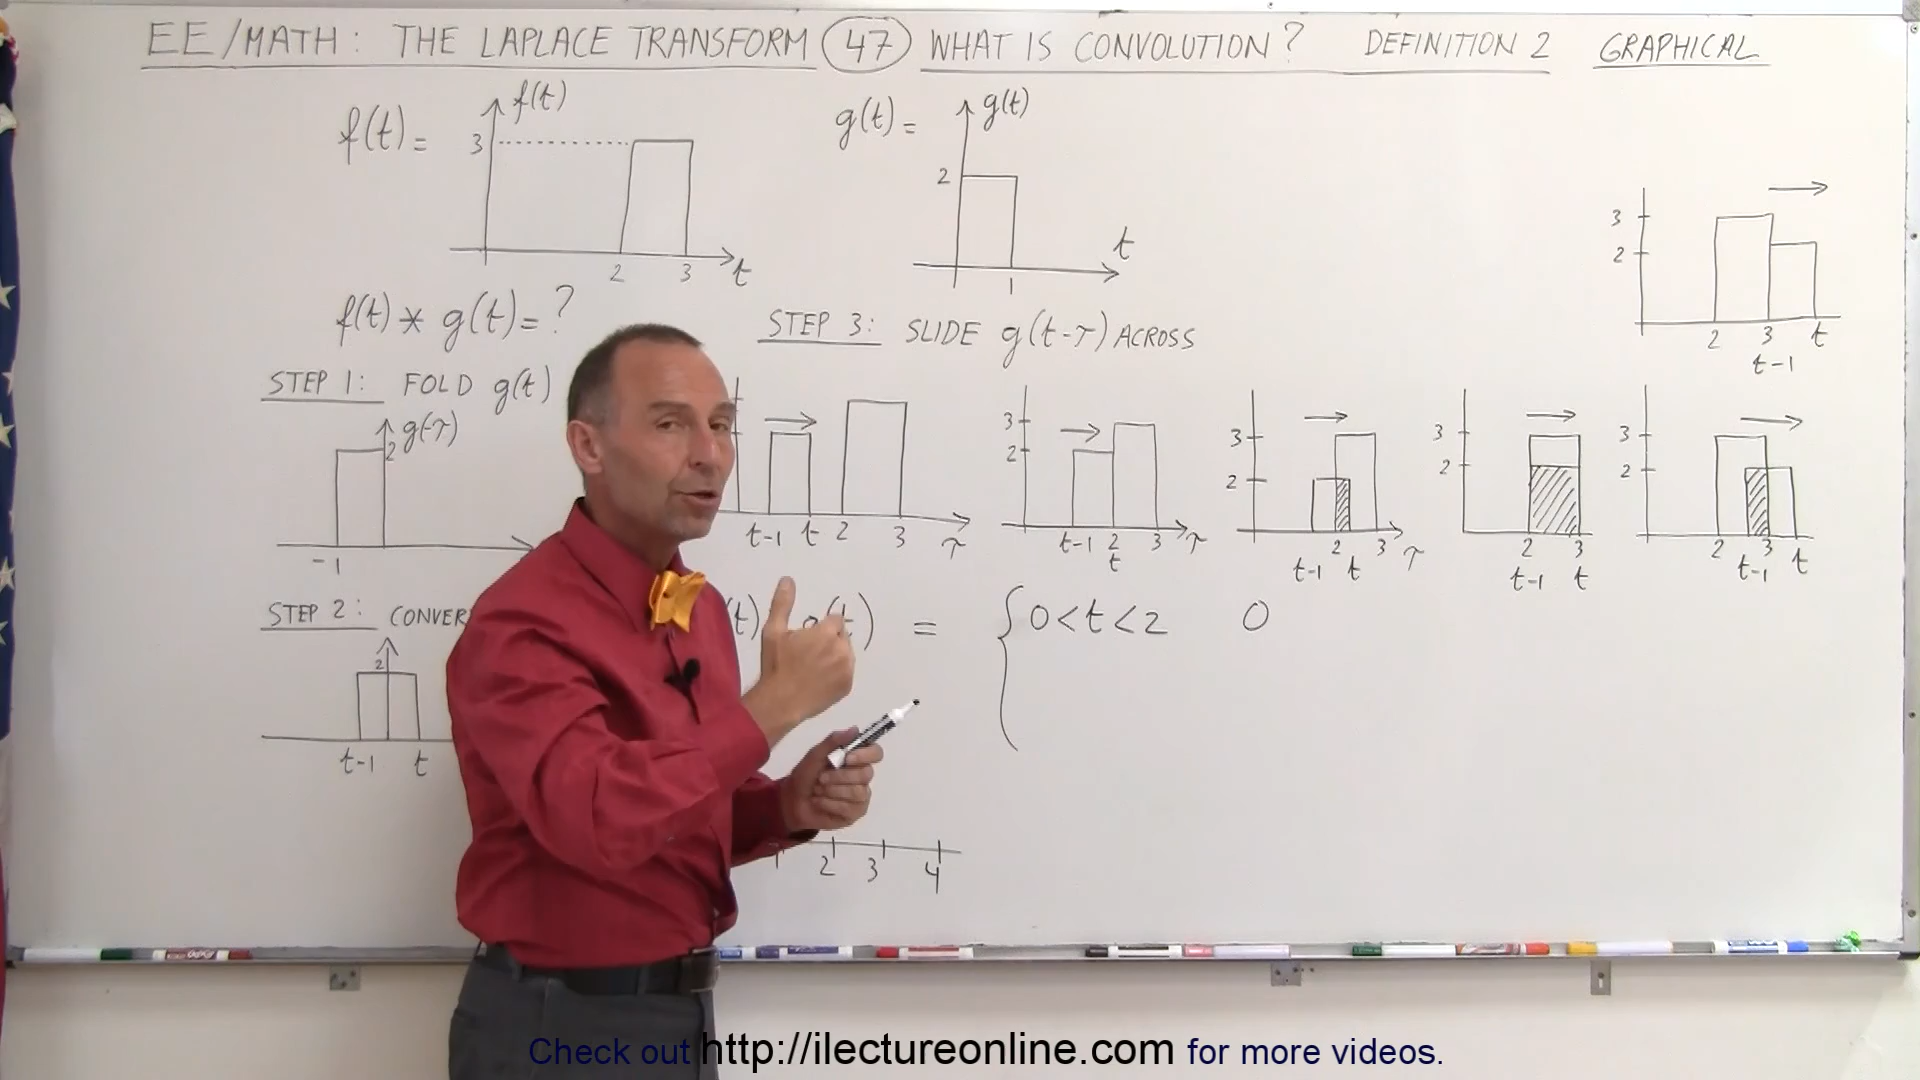 EE/MATH: THE LAPLACE TRANSFORM 47 WHAT IS CONVOLUTION? DEFINITION 2 GRAPHICAL
f(t) =
f(t)
3
2 3 t
g(t) =
g(t)
2
1
t
3
2
2 3 t
t-1
f(t) * g(t) = ?
STEP 3: SLIDE g(t-τ) ACROSS
STEP 1: FOLD g(t)
g(-τ)
2
-1
t-1 t 2 3 τ
3
2
t-1 2 3 τ
t
3
2
2 3 τ
t-1 t
3
2
2 3
t-1 t
3
2
2 3
t-1 t
STEP 2:
2
t-1 t
(t) g(t) = { 0<t<2 0
1 2 3 4
Check out http://ilectureonline.com for more videos.